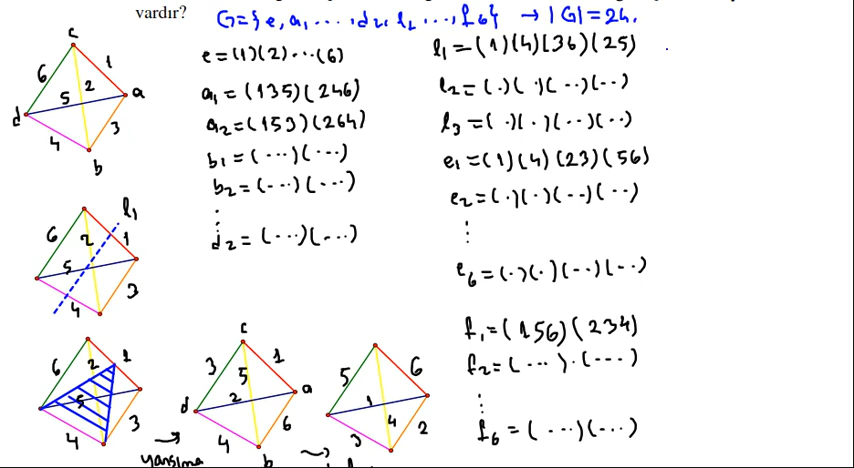 vardır?
G={e, a₁ ..., d₂, l₁ ..., f₆} → |G|=24.
e=(1)(2)...(6)
a₁=(135)(246)
a₂=(153)(264)
b₁=(...)(...)
b₂=(...)(...)
⋮
d₂=(...)(...)
l₁=(1)(4)(36)(25)
l₂=(.)(.)(..)(..)
l₃=(.)(.)(..)(..)
e₁=(1)(4)(23)(56)
e₂=(.)(.)(..)(..)
⋮
e₆=(.)(.)(..)(..)
f₁=(156)(234)
f₂=(...).(...)
⋮
f₆=(...)(...)
c
6 1
2
5 a
d
3
4
b
l₁
6 2 1
5
3
4
6 2 1
5
3
4
→
yansıma
c
3 1
5
2 a
d
4 6
b
→
5 6
1
4
3 2